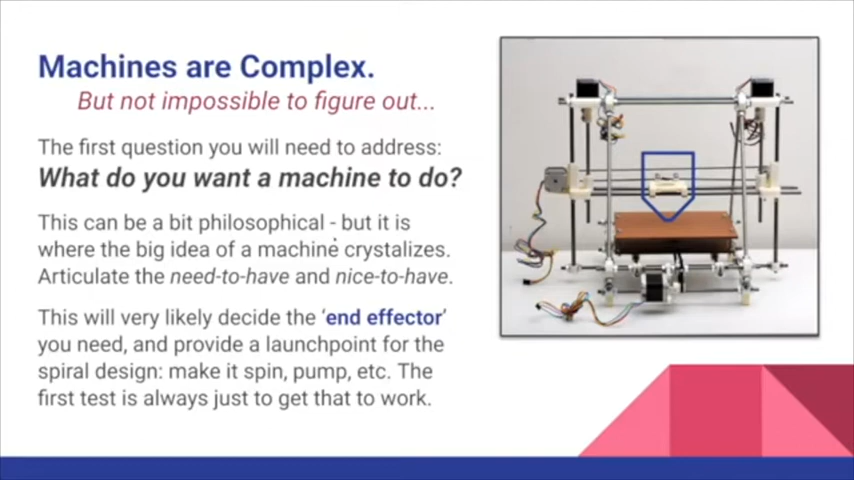 Machines are Complex.
But not impossible to figure out...
The first question you will need to address:
What do you want a machine to do?
This can be a bit philosophical - but it is
where the big idea of a machine crystalizes.
Articulate the need-to-have and nice-to-have.
This will very likely decide the ‘end effector’
you need, and provide a launchpoint for the
spiral design: make it spin, pump, etc. The
first test is always just to get that to work.